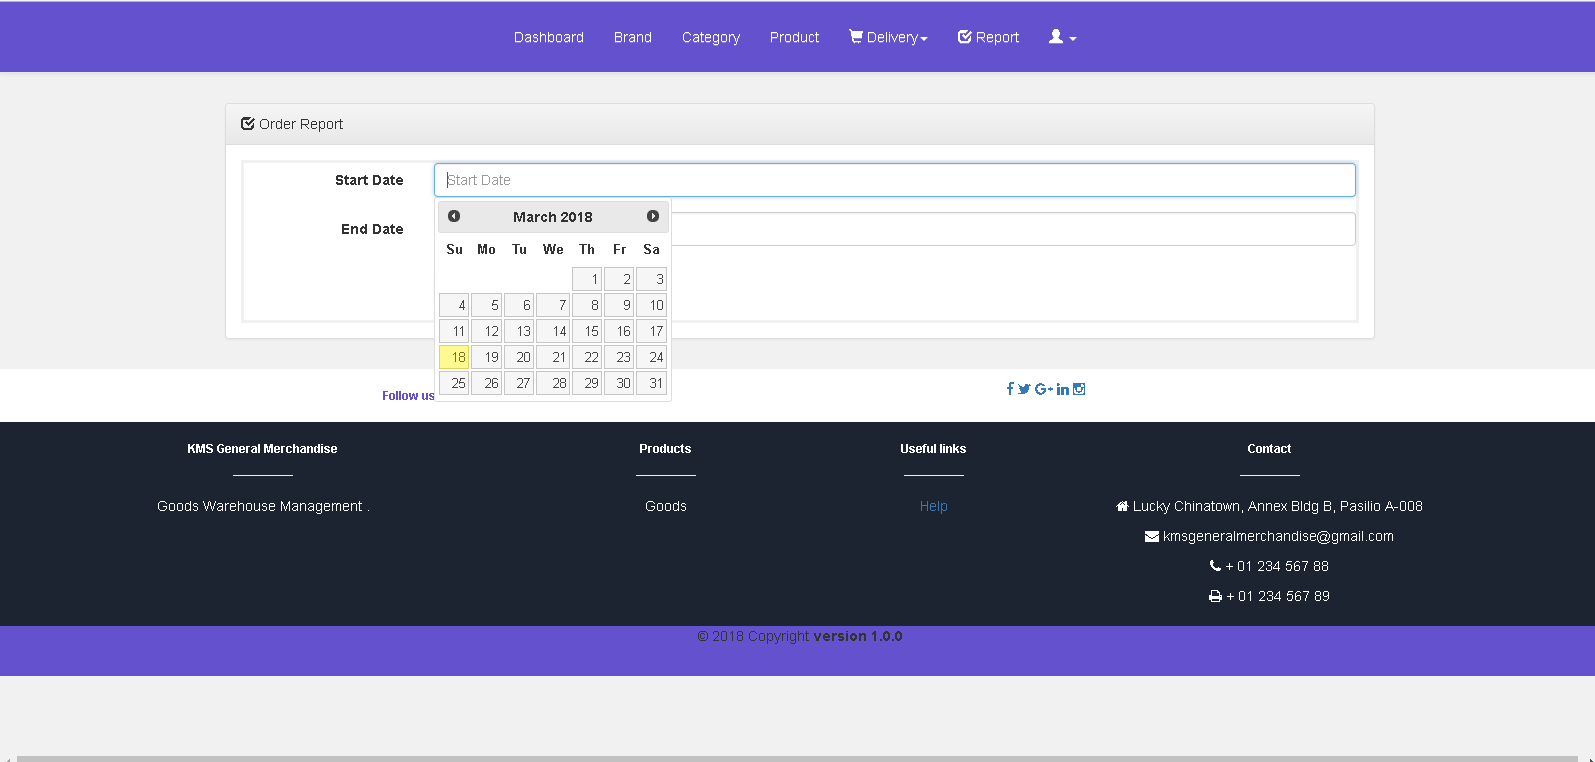 Dashboard Brand Category Product Delivery Report
Order Report
Start Date Start Date
End Date
March 2018
Su Mo Tu We Th Fr Sa
1 2 3
4 5 6 7 8 9 10
11 12 13 14 15 16 17
18 19 20 21 22 23 24
25 26 27 28 29 30 31
Follow us
KMS General Merchandise
Goods Warehouse Management .
Products
Goods
Useful links
Help
Contact
Lucky Chinatown, Annex Bldg B, Pasilio A-008
kmsgeneralmerchandise@gmail.com
+ 01 234 567 88
+ 01 234 567 89
© 2018 Copyright version 1.0.0